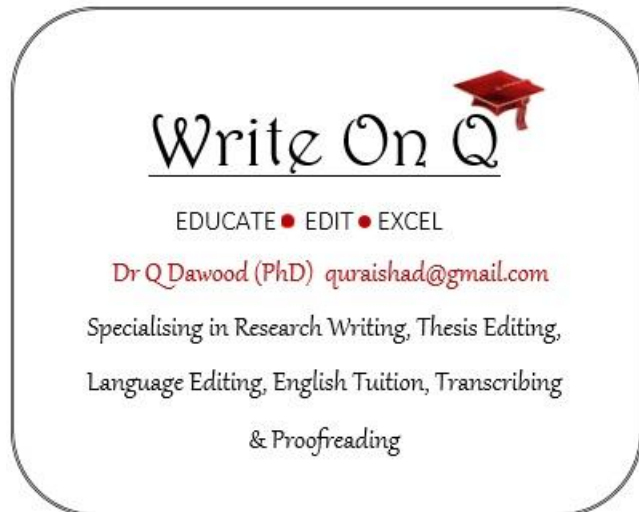 Write On Q
EDUCATE● EDIT ● EXCEL
Dr Q Dawood (PhD) quraishad@gmail.com
Specialising in Research Writing, Thesis Editing,
Language Editing, English Tuition, Transcribing
& Proofreading